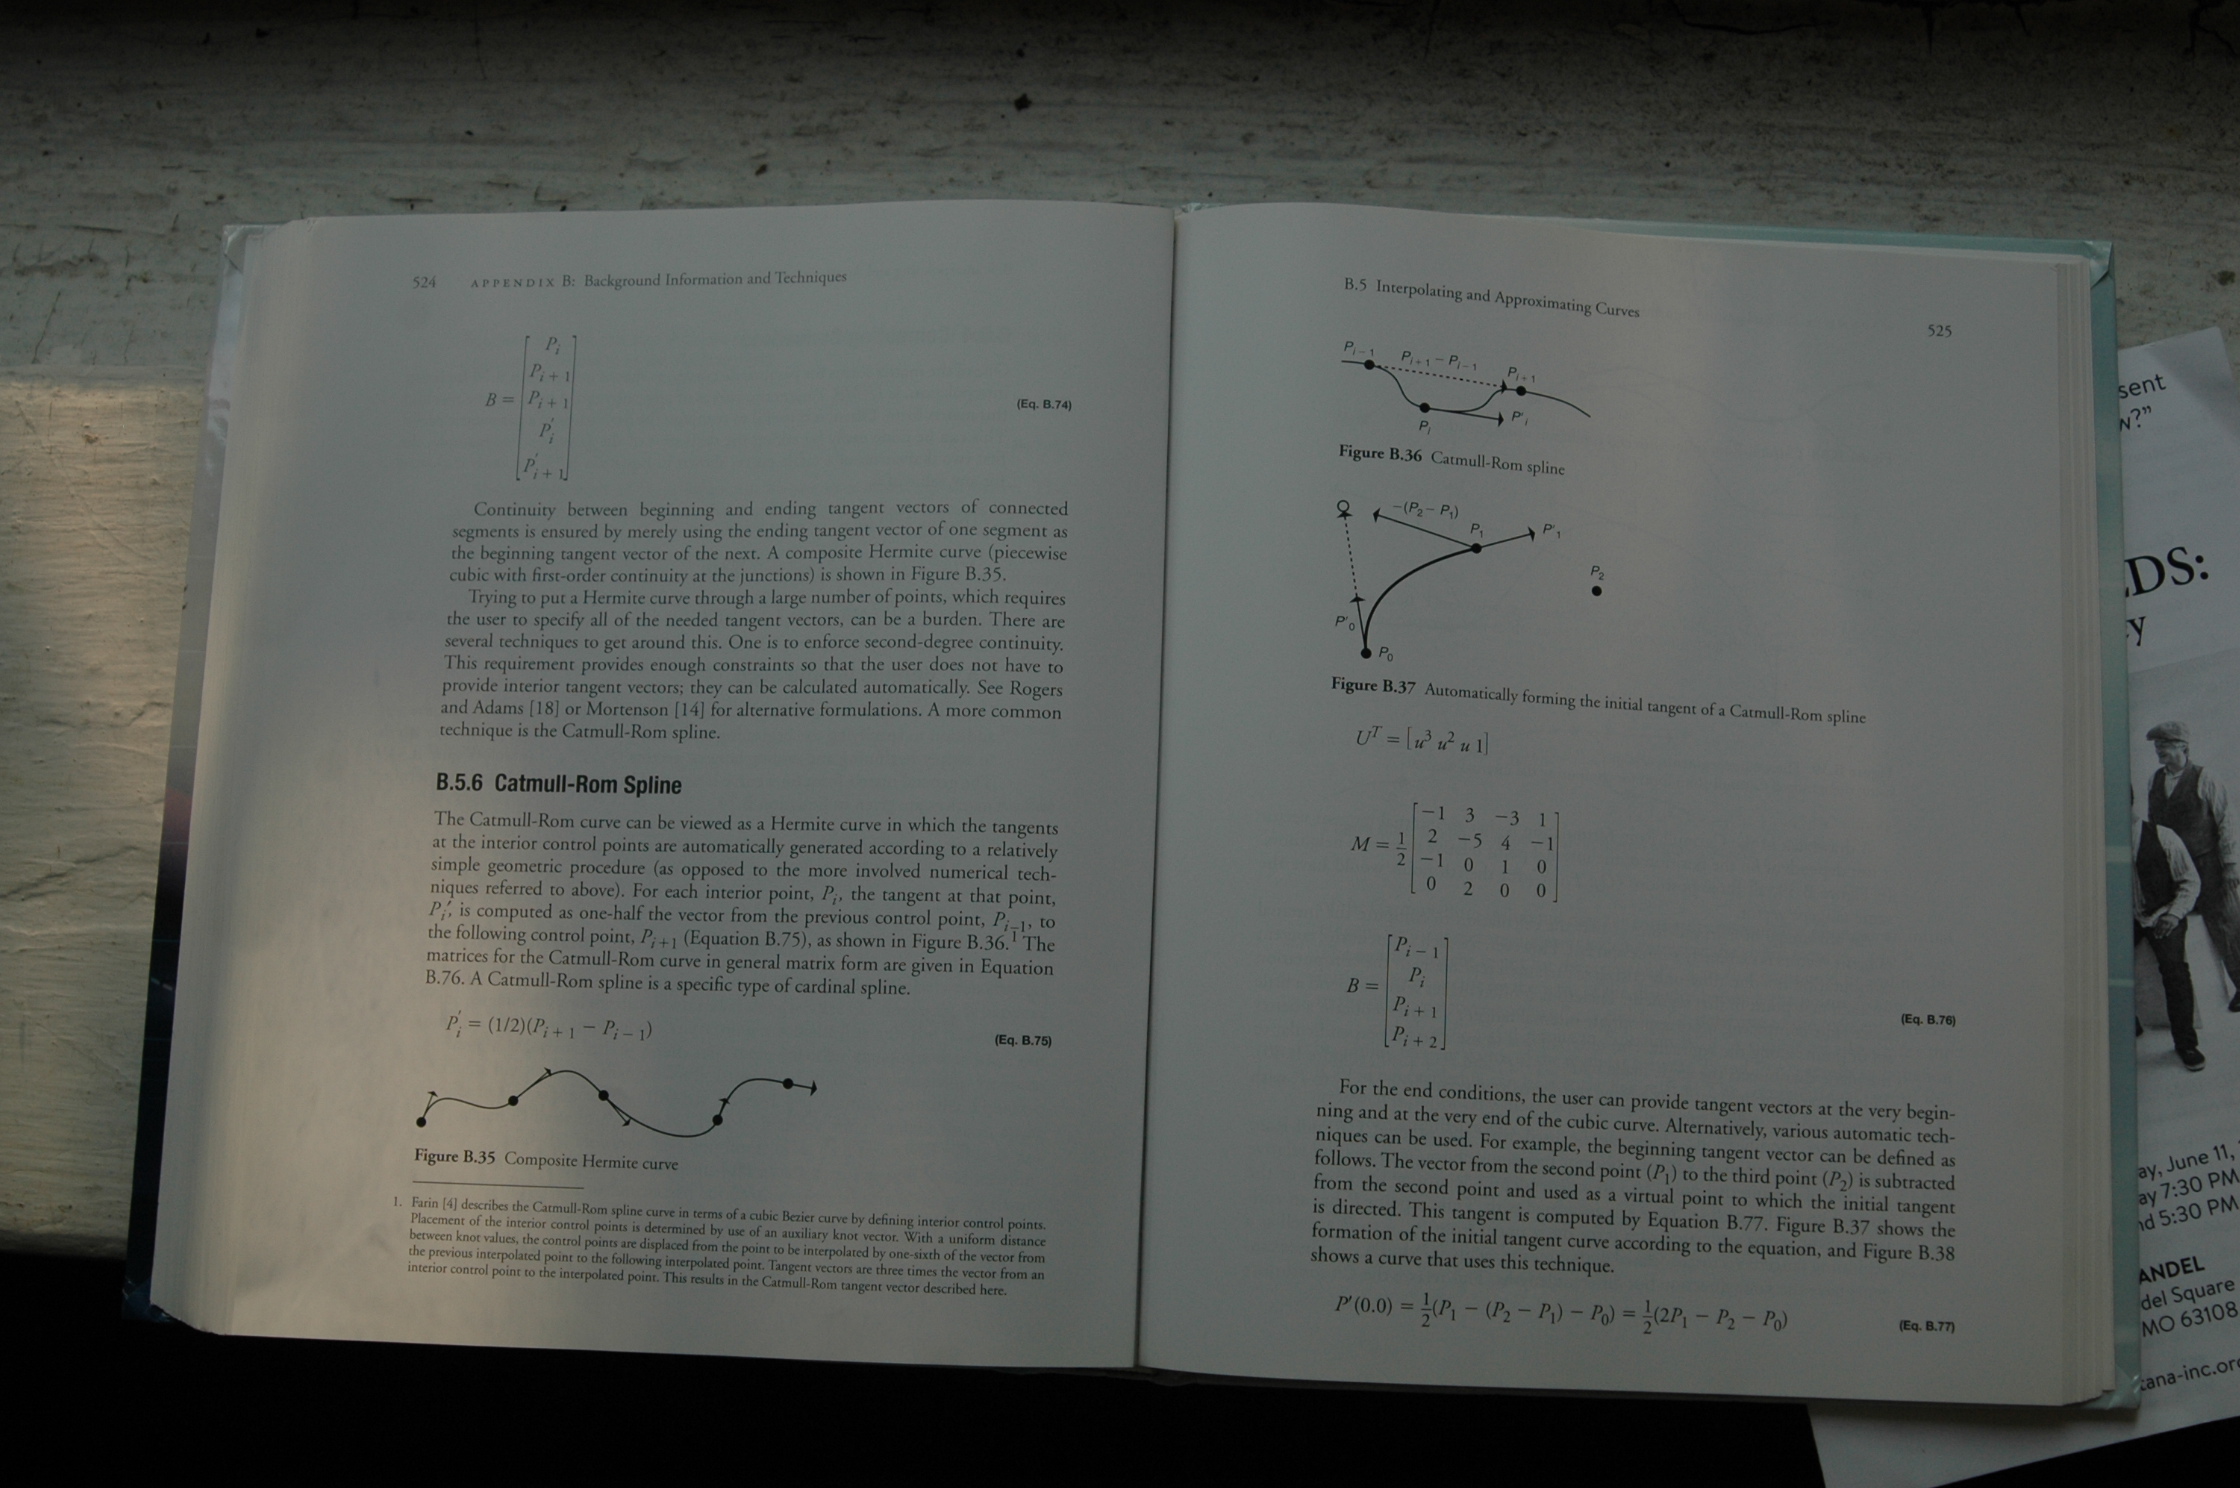 524 APPENDIX B: Background Information and Techniques
B = [ P_i
P_{i+1}
P_{i+1}
P'_i
P'_{i+1} ]
(Eq. B.74)
Continuity between beginning and ending tangent vectors of connected
segments is ensured by merely using the ending tangent vector of one segment as
the beginning tangent vector of the next. A composite Hermite curve (piecewise
cubic with first-order continuity at the junctions) is shown in Figure B.35.
Trying to put a Hermite curve through a large number of points, which requires
the user to specify all of the needed tangent vectors, can be a burden. There are
several techniques to get around this. One is to enforce second-degree continuity.
This requirement provides enough constraints so that the user does not have to
provide interior tangent vectors; they can be calculated automatically. See Rogers
and Adams [18] or Mortenson [14] for alternative formulations. A more common
technique is the Catmull-Rom spline.
B.5.6 Catmull-Rom Spline
The Catmull-Rom curve can be viewed as a Hermite curve in which the tangents
at the interior control points are automatically generated according to a relatively
simple geometric procedure (as opposed to the more involved numerical tech-
niques referred to above). For each interior point, P_i, the tangent at that point,
P_i', is computed as one-half the vector from the previous control point, P_{i–1}, to
the following control point, P_{i+1} (Equation B.75), as shown in Figure B.36.¹ The
matrices for the Catmull-Rom curve in general matrix form are given in Equation
B.76. A Catmull-Rom spline is a specific type of cardinal spline.
P'_i = (1/2)(P_{i+1} − P_{i−1})
(Eq. B.75)
Figure B.35 Composite Hermite curve
1. Farin [4] describes the Catmull-Rom spline curve in terms of a cubic Bezier curve by defining interior control points.
Placement of the interior control points is determined by use of an auxiliary knot vector. With a uniform distance
between knot values, the control points are displaced from the point to be interpolated by one-sixth of the vector from
the previous interpolated point to the following interpolated point. Tangent vectors are three times the vector from an
interior control point to the interpolated point. This results in the Catmull-Rom tangent vector described here.
B.5 Interpolating and Approximating Curves
525
P_{i−1} P_{i+1} − P_{i−1} P_{i+1}
P_i P'_i
Figure B.36 Catmull-Rom spline
−(P_2 − P_1)
P_1 P'_1
P_2
P'_0
P_0
Figure B.37 Automatically forming the initial tangent of a Catmull-Rom spline
U^T = [u³ u² u 1]
M = 1/2 [ −1 3 −3 1
2 −5 4 −1
−1 0 1 0
0 2 0 0 ]
B = [ P_{i−1}
P_i
P_{i+1}
P_{i+2} ]
(Eq. B.76)
For the end conditions, the user can provide tangent vectors at the very begin-
ning and at the very end of the cubic curve. Alternatively, various automatic tech-
niques can be used. For example, the beginning tangent vector can be defined as
follows. The vector from the second point (P_1) to the third point (P_2) is subtracted
from the second point and used as a virtual point to which the initial tangent
is directed. This tangent is computed by Equation B.77. Figure B.37 shows the
formation of the initial tangent curve according to the equation, and Figure B.38
shows a curve that uses this technique.
P'(0.0) = 1/2(P_1 − (P_2 − P_1) − P_0) = 1/2(2P_1 − P_2 − P_0)
(Eq. B.77)
sent
?”
DS:
y
ay, June 11,
ay 7:30 PM
d 5:30 PM
ANDEL
del Square
MO 63108
ana-inc.or